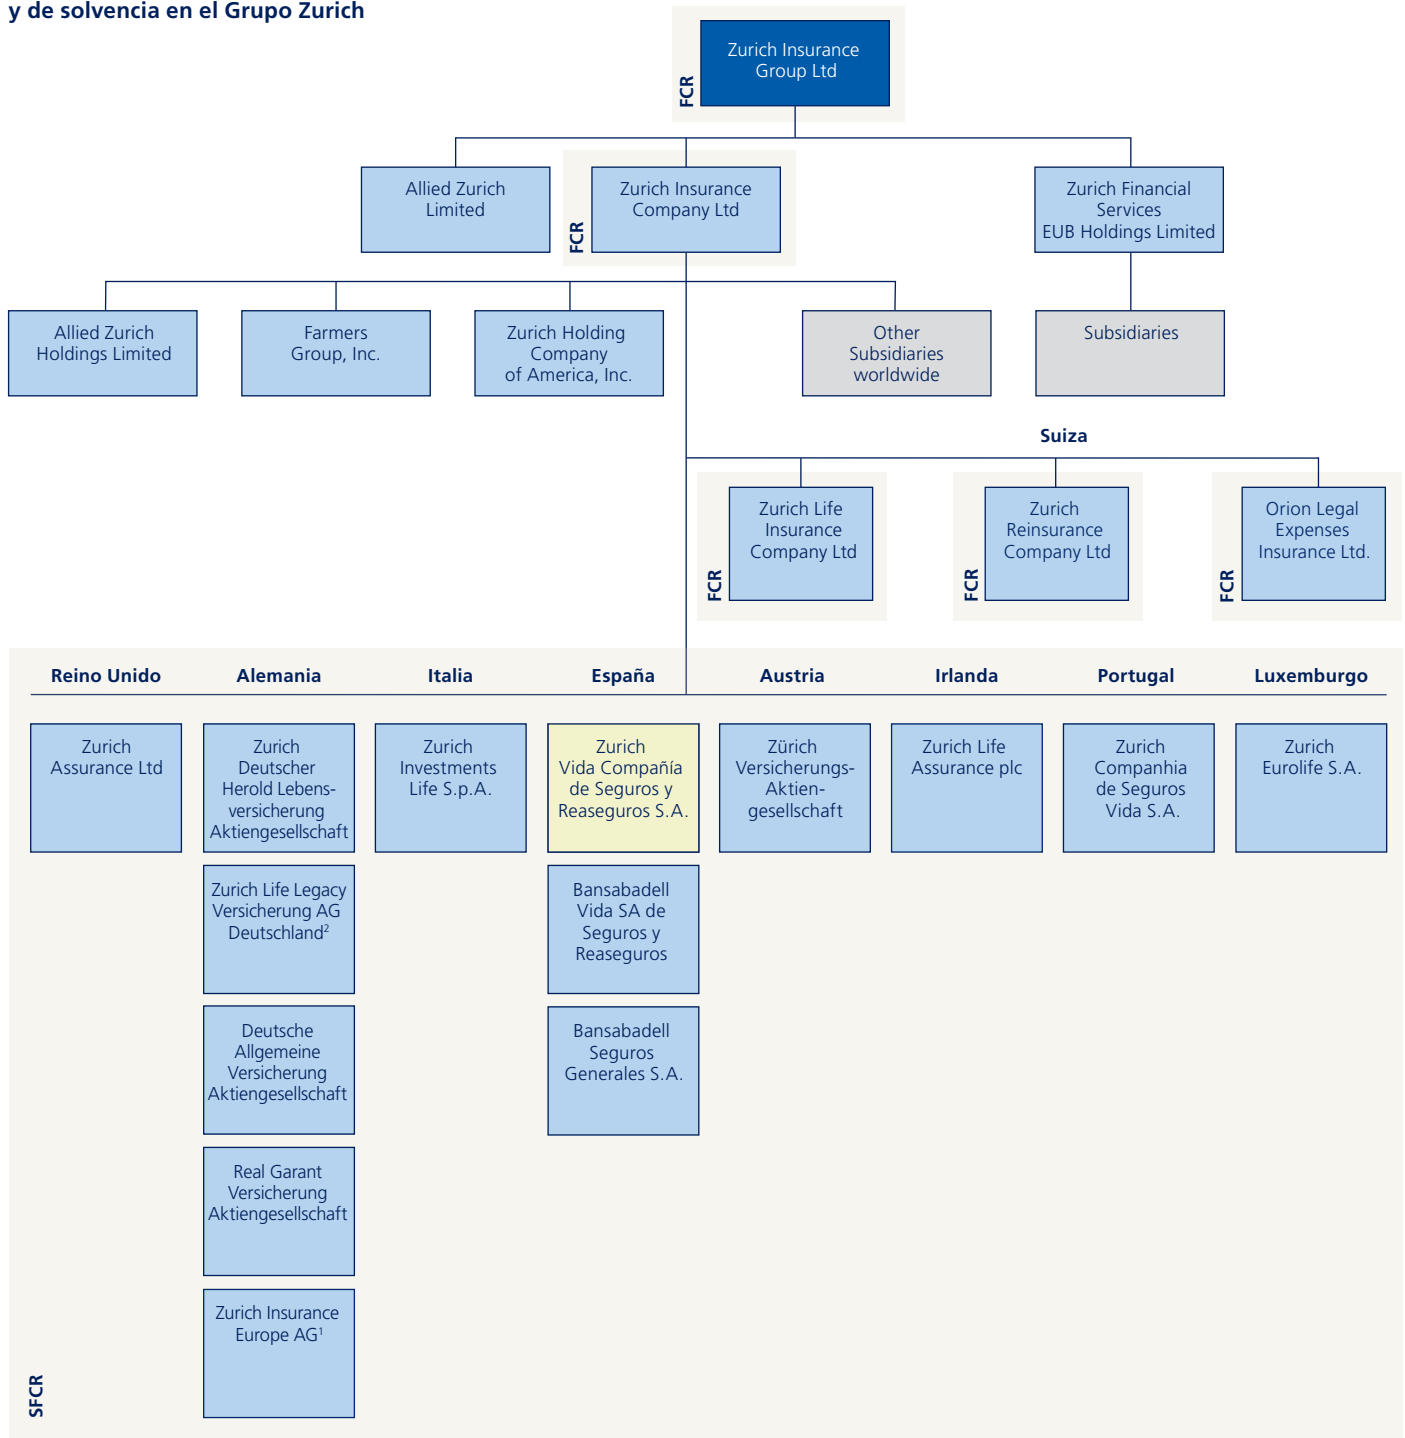 y de solvencia en el Grupo Zurich
Zurich Insurance
Group Ltd
FCR
Allied Zurich
Limited
Zurich Insurance
Company Ltd
FCR
Zurich Financial
Services
EUB Holdings Limited
Allied Zurich
Holdings Limited
Farmers
Group, Inc.
Zurich Holding
Company
of America, Inc.
Other
Subsidiaries
worldwide
Subsidiaries
Suiza
Zurich Life
Insurance
Company Ltd
FCR
Zurich
Reinsurance
Company Ltd
FCR
Orion Legal
Expenses
Insurance Ltd.
FCR
Reino Unido
Alemania
Italia
España
Austria
Irlanda
Portugal
Luxemburgo
Zurich
Assurance Ltd
Zurich
Deutscher
Herold Lebens-
versicherung
Aktiengesellschaft
Zurich
Investments
Life S.p.A.
Zurich
Vida Compañía
de Seguros y
Reaseguros S.A.
Zürich
Versicherungs-
Aktien-
gesellschaft
Zurich Life
Assurance plc
Zurich
Companhia
de Seguros
Vida S.A.
Zurich
Eurolife S.A.
Zurich Life Legacy
Versicherung AG
Deutschland²
Bansabadell
Vida SA de
Seguros y
Reaseguros
Deutsche
Allgemeine
Versicherung
Aktiengesellschaft
Bansabadell
Seguros
Generales S.A.
Real Garant
Versicherung
Aktiengesellschaft
Zurich Insurance
Europe AG¹
SFCR